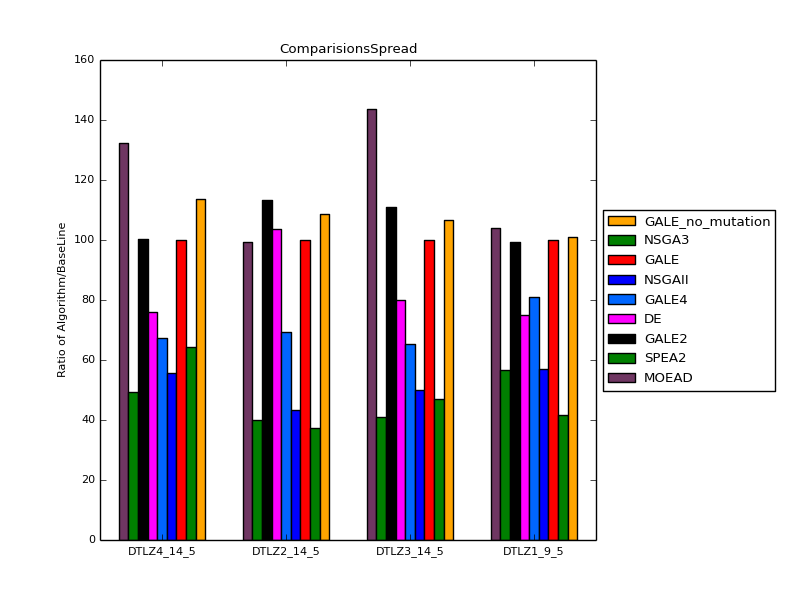 ComparisionsSpread
160
140
120
100
80
60
40
20
0
Ratio of Algorithm/BaseLine
DTLZ4_14_5
DTLZ2_14_5
DTLZ3_14_5
DTLZ1_9_5
GALE_no_mutation
NSGA3
GALE
NSGAII
GALE4
DE
GALE2
SPEA2
MOEAD